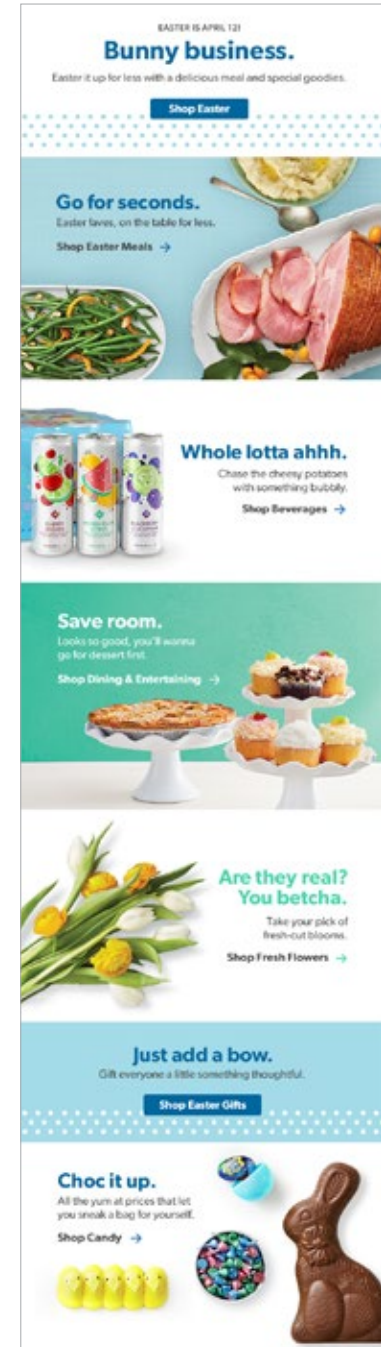 EASTER IS APRIL 12!
Bunny business.
Easter it up for less with a delicious meal and special goodies.
Shop Easter
Go for seconds.
Easter faves, on the table for less.
Shop Easter Meals →
Whole lotta ahhh.
Chase the cheesy potatoes
with something bubbly.
Shop Beverages →
Save room.
Looks so good, you'll wanna
go for dessert first.
Shop Dining & Entertaining →
Are they real?
You betcha.
Take your pick of
fresh-cut blooms.
Shop Fresh Flowers →
Just add a bow.
Gift everyone a little something thoughtful.
Shop Easter Gifts
Choc it up.
All the yum at prices that let
you sneak a bag for yourself.
Shop Candy →